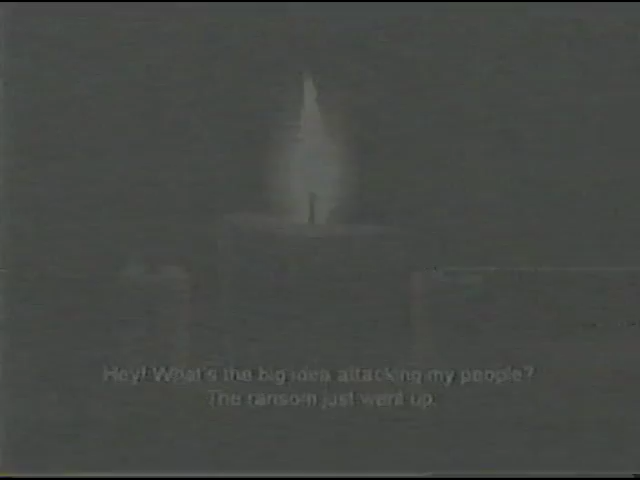 Hey! What's the big idea attacking my people?
The ransom just went up.